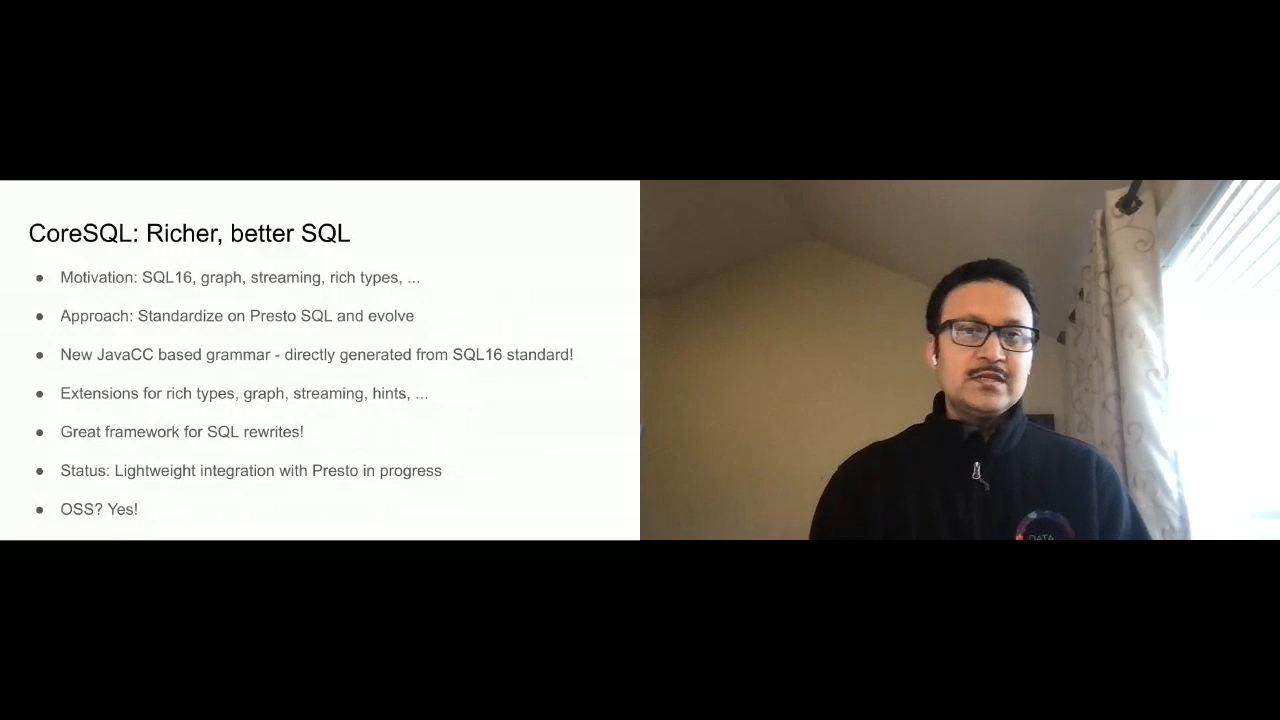 CoreSQL: Richer, better SQL
● Motivation: SQL16, graph, streaming, rich types, ...
● Approach: Standardize on Presto SQL and evolve
● New JavaCC based grammar - directly generated from SQL16 standard!
● Extensions for rich types, graph, streaming, hints, ...
● Great framework for SQL rewrites!
● Status: Lightweight integration with Presto in progress
● OSS? Yes!
DATA